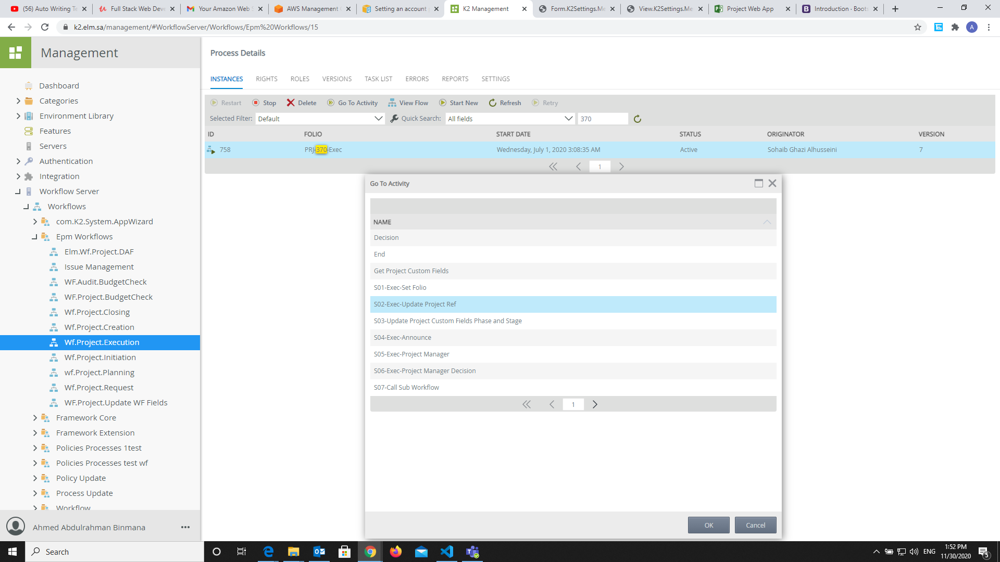 (56) Auto Writing Te
Full Stack Web Deve
Your Amazon Web S
AWS Management C
Setting an account p
K2 Management
Form.K2Settings.Me
View.K2Settings.Me
Project Web App
Introduction · Boots
k2.elm.sa/management/#WorkflowServer/Workflows/Epm%20Workflows/15
A
Management
Dashboard
Categories
Environment Library
Features
Servers
Authentication
Integration
Workflow Server
Workflows
com.K2.System.AppWizard
Epm Workflows
Elm.Wf.Project.DAF
Issue Management
WF.Audit.BudgetCheck
WF.Project.BudgetCheck
Wf.Project.Closing
Wf.Project.Creation
Wf.Project.Execution
Wf.Project.Initiation
wf.Project.Planning
Wf.Project.Request
WF.Project.Update WF Fields
Framework Core
Framework Extension
Policies Processes 1test
Policies Processes test wf
Policy Update
Process Update
Workflow
Ahmed Abdulrahman Binmana
Process Details
INSTANCES RIGHTS ROLES VERSIONS TASK LIST ERRORS REPORTS SETTINGS
Restart Stop Delete Go To Activity View Flow Start New Refresh Retry
Selected Filter: Default Quick Search: All fields 370
ID FOLIO START DATE STATUS ORIGINATOR VERSION
758 PRJ-370-Exec Wednesday, July 1, 2020 3:08:35 AM Active Sohaib Ghazi Alhusseini 7
1
Go To Activity
NAME
Decision
End
Get Project Custom Fields
S01-Exec-Set Folio
S02-Exec-Update Project Ref
S03-Update Project Custom Fields Phase and Stage
S04-Exec-Announce
S05-Exec-Project Manager
S06-Exec-Project Manager Decision
S07-Call Sub Workflow
1
OK Cancel
Search
ENG
1:52 PM
11/30/2020
5